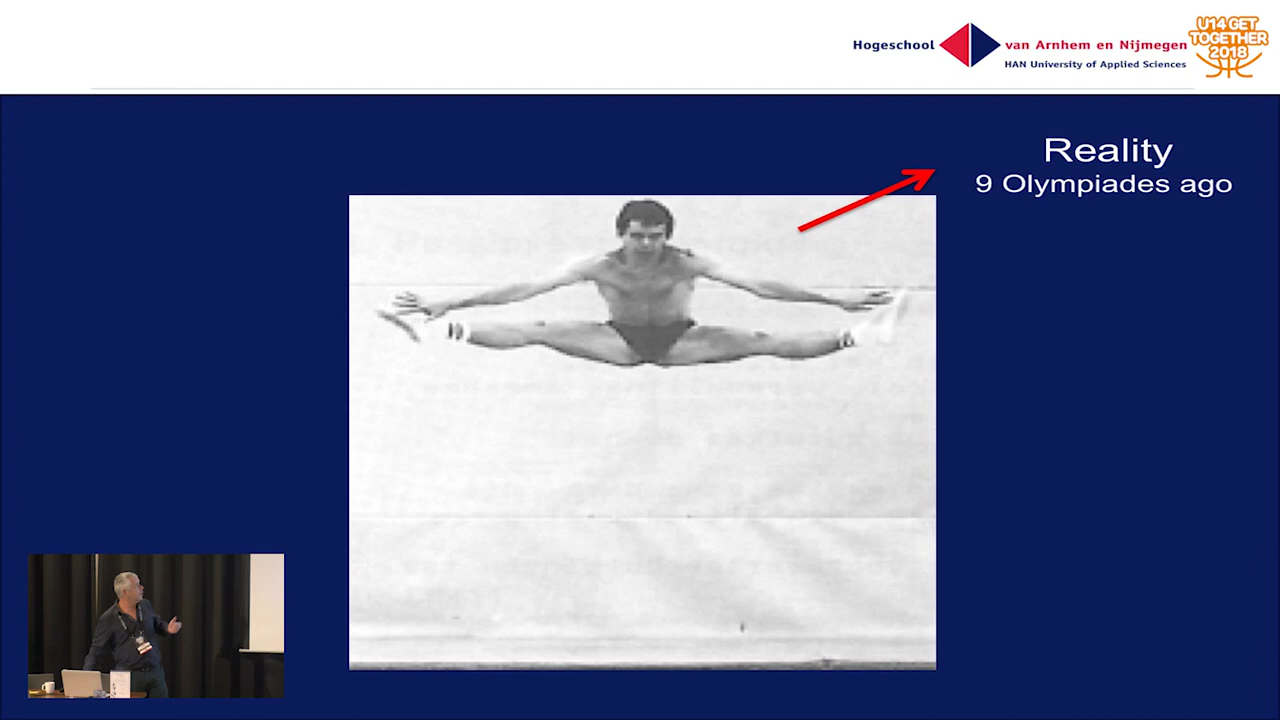 Hogeschool van Arnhem en Nijmegen
HAN University of Applied Sciences
U14 GET
TOGETHER
2018
Reality
9 Olympiades ago